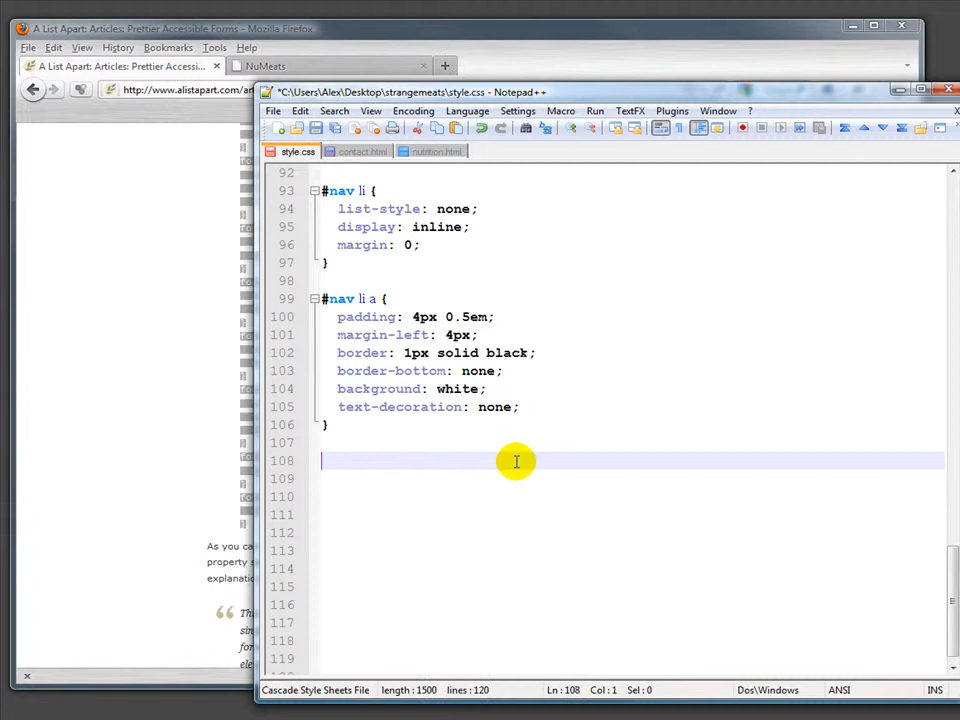 A List Apart: Articles: Prettier Accessible Forms - Mozilla Firefox
File Edit View History Bookmarks Tools Help
A List Apart: Articles: Prettier Accessi...
NuMeats
http://www.alistapart.com/ar
*C:\Users\Alex\Desktop\strangemeats\style.css - Notepad++
File Edit Search View Encoding Language Settings Macro Run TextFX Plugins Window ? X
style.css contact.html nutrition.html
92
93 #nav li {
94 list-style: none;
95 display: inline;
96 margin: 0;
97 }
98
99 #nav li a {
100 padding: 4px 0.5em;
101 margin-left: 4px;
102 border: 1px solid black;
103 border-bottom: none;
104 background: white;
105 text-decoration: none;
106 }
107
108
109
110
111
112
113
114
115
116
117
118
119
As you ca
property s
explanatio
“ Thi
sin
for
ele
Cascade Style Sheets File length : 1500 lines : 120 Ln : 108 Col : 1 Sel : 0 Dos\Windows ANSI INS